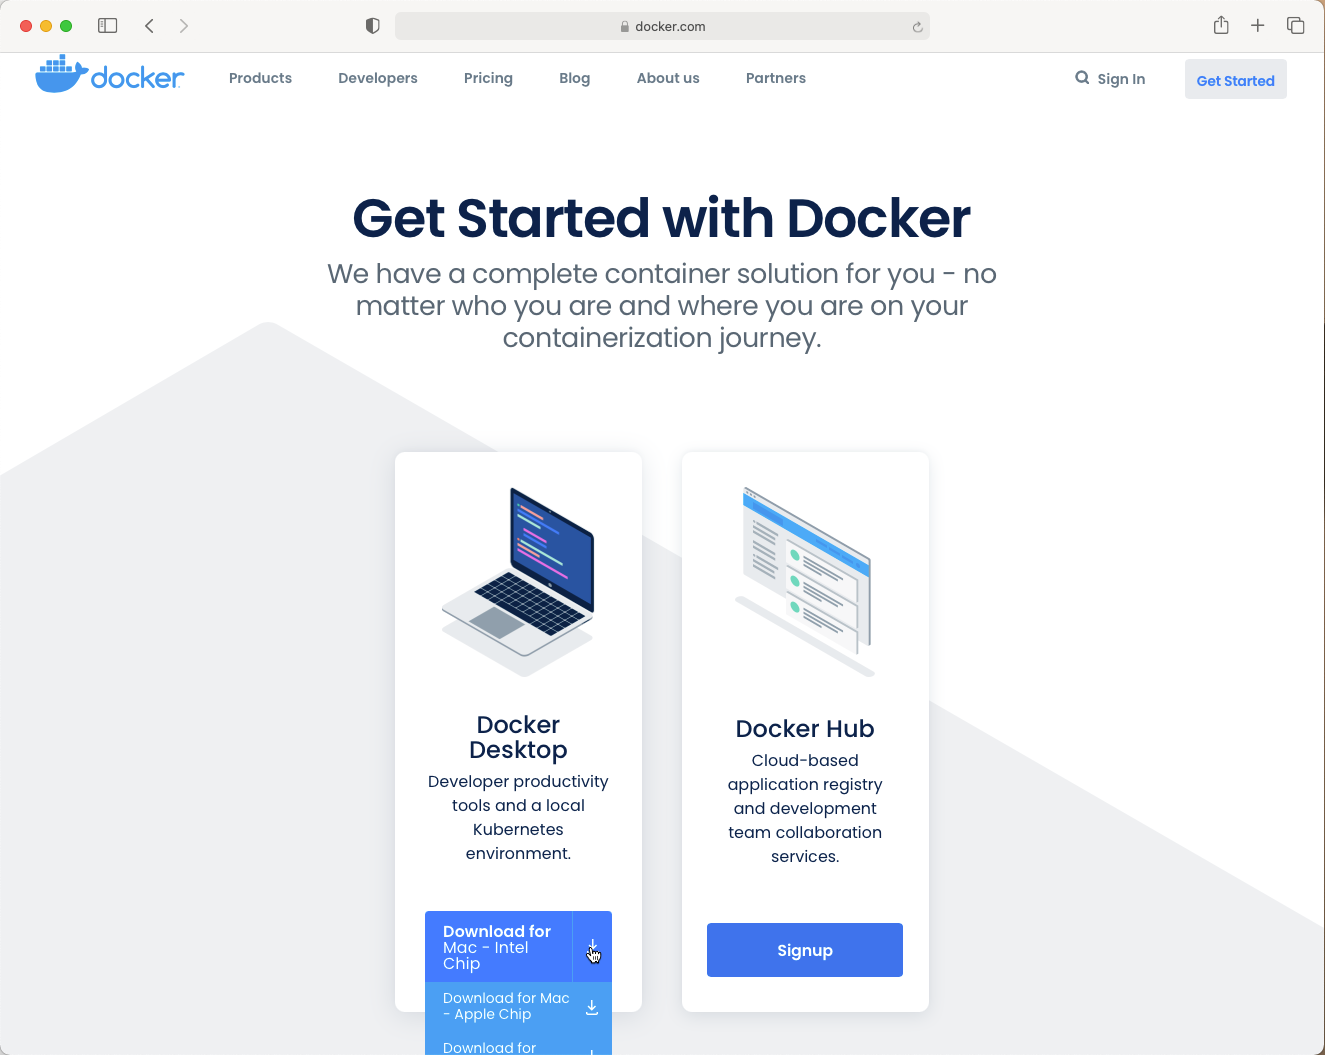 docker.com
docker
Products
Developers
Pricing
Blog
About us
Partners
Sign In
Get Started
Get Started with Docker
We have a complete container solution for you - no
matter who you are and where you are on your
containerization journey.
Docker
Desktop
Developer productivity
tools and a local
Kubernetes
environment.
Download for
Mac - Intel
Chip
Download for Mac
- Apple Chip
Download for
Docker Hub
Cloud-based
application registry
and development
team collaboration
services.
Signup